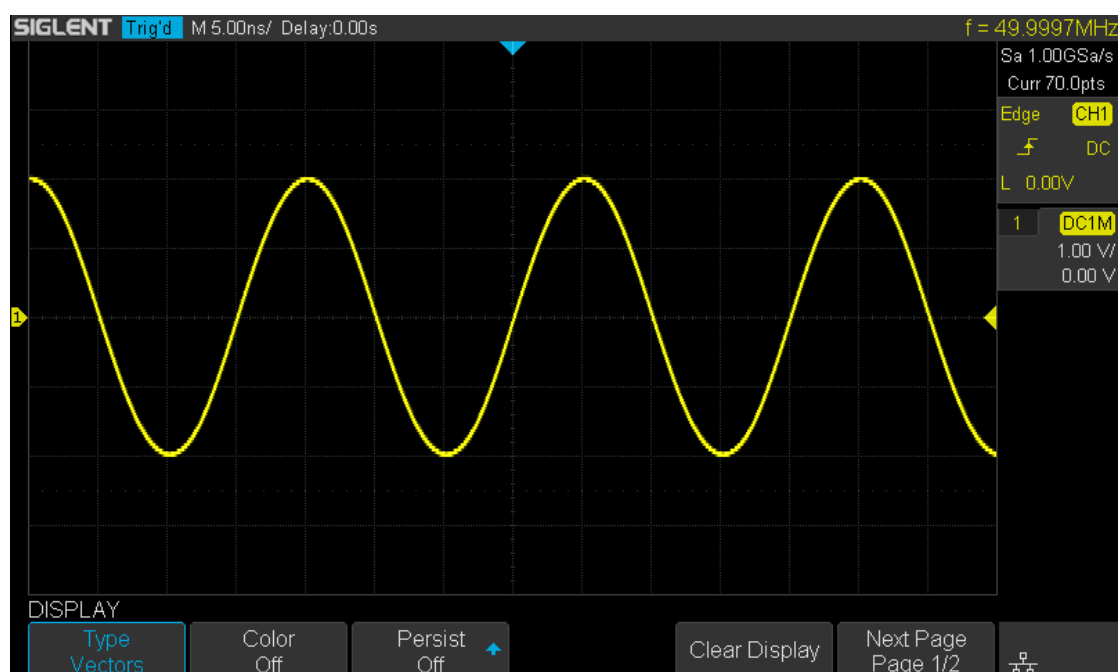 SIGLENT Trig'd M 5.00ns/ Delay:0.00s f = 49.9997MHz
Sa 1.00GSa/s
Curr 70.0pts
Edge CH1
DC
L 0.00V
1 DC1M
1.00 V/
0.00 V
1
DISPLAY
Type Color Persist Clear Display Next Page
Vectors Off Off Page 1/2